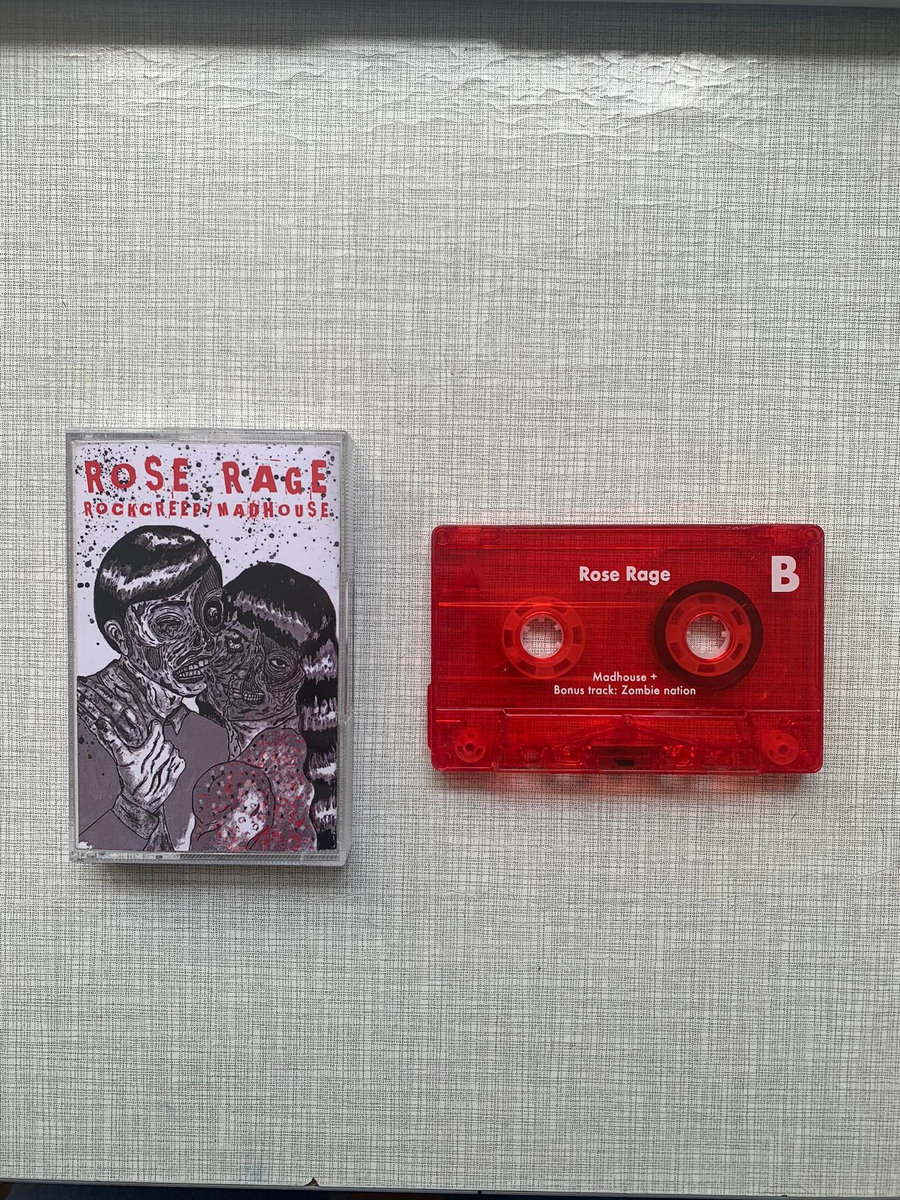 ROSE RAGE
ROCKCREEP/MADHOUSE
A
Rose Rage
B
Madhouse +
Bonus track: Zombie nation